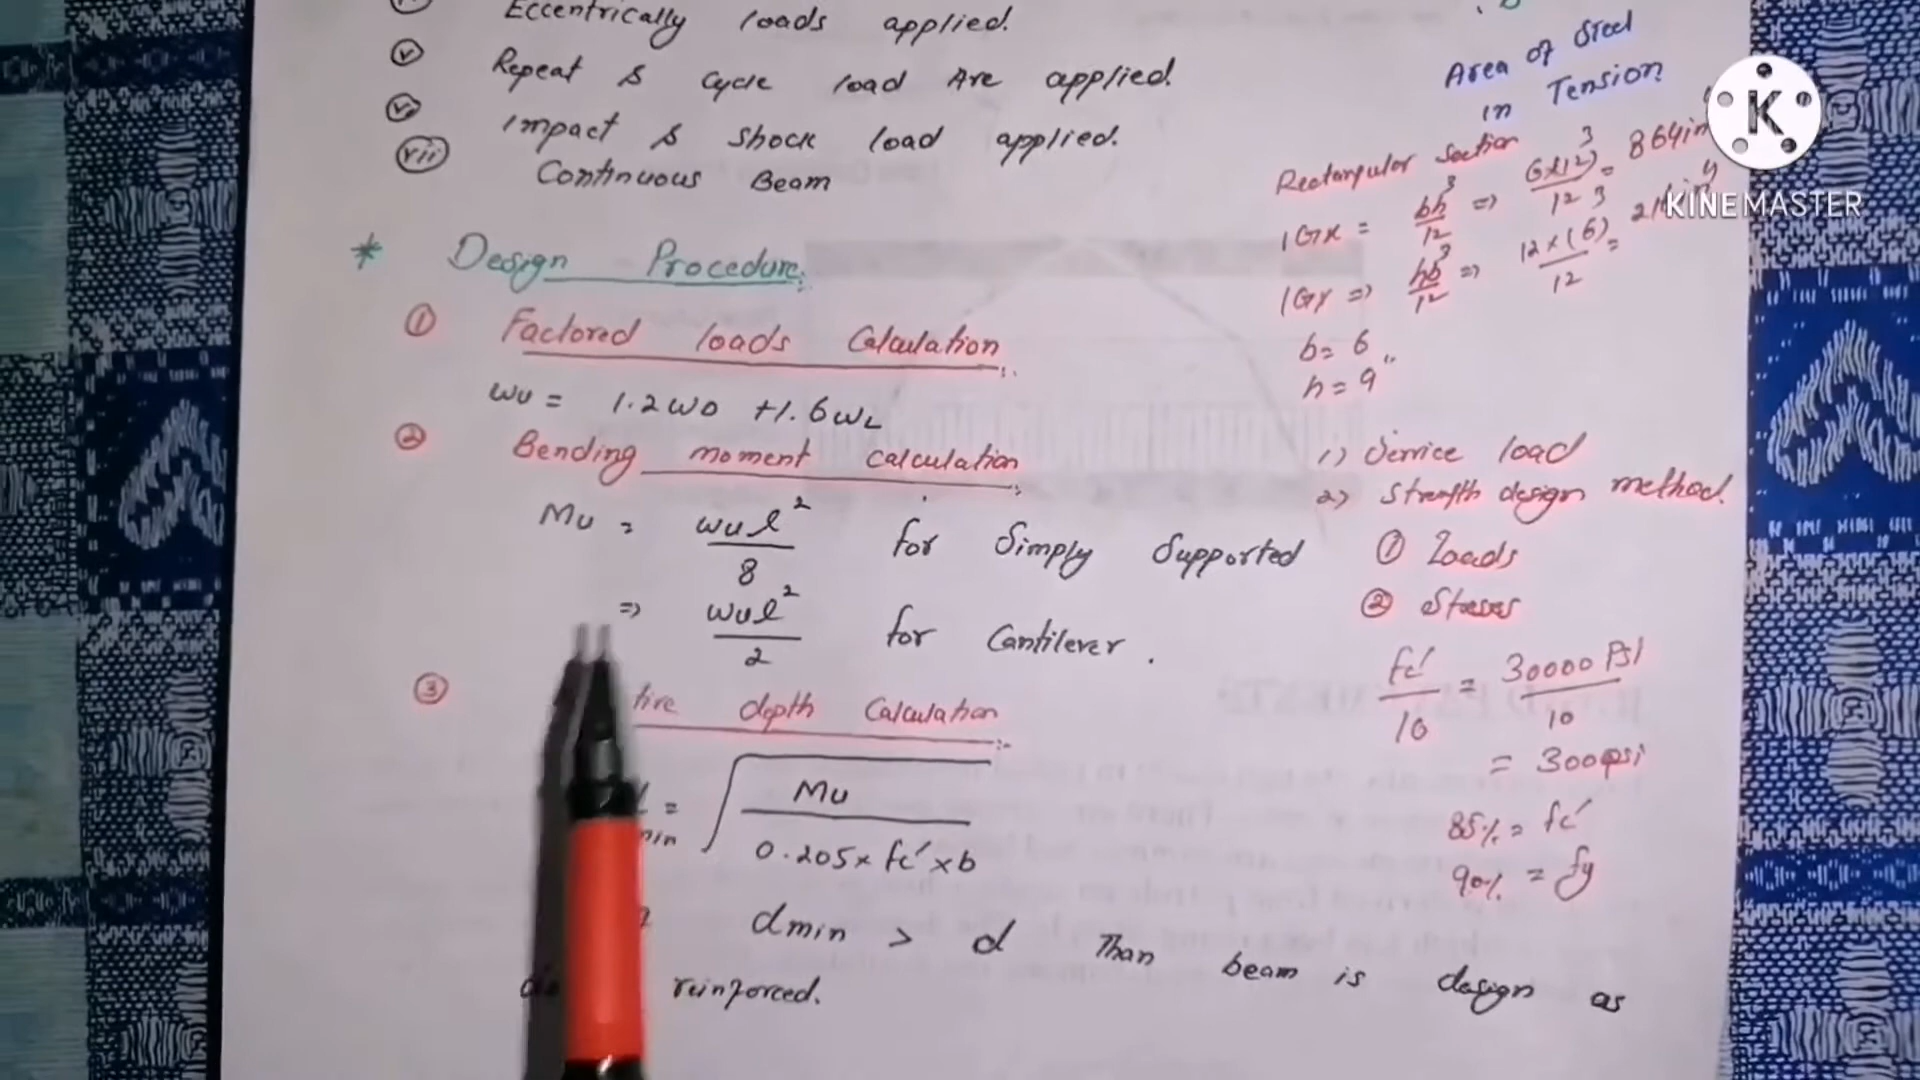 Eccentrically loads applied.
v Repeat & cycle load Are applied.
Impact & shock load applied.
vii Continuous Beam
* Design Procedure:
① Factored loads Calculation
wu = 1.2wD + 1.6wL
② Bending moment calculation
Mu = wul²/8 for Simply Supported
=> wul²/2 for Cantilever.
③ depth Calculation
min = √(Mu / 0.205 x fc' x b)
dmin > d Than beam is design as
reinforced.
Area of Steel
in Tension
Rectangular Section
IGx = bh³/12 => 6x(12)³/12 = 864in
IGy => hb³/12 => 12x(6)³/12 =
b = 6"
h = 9"
1) Service load
2) Strength design method.
① Loads
② Stresses
fc'/10 = 30000 PSI/10
= 300psi
85% = fc'
90% = fy
K
KINEMASTER